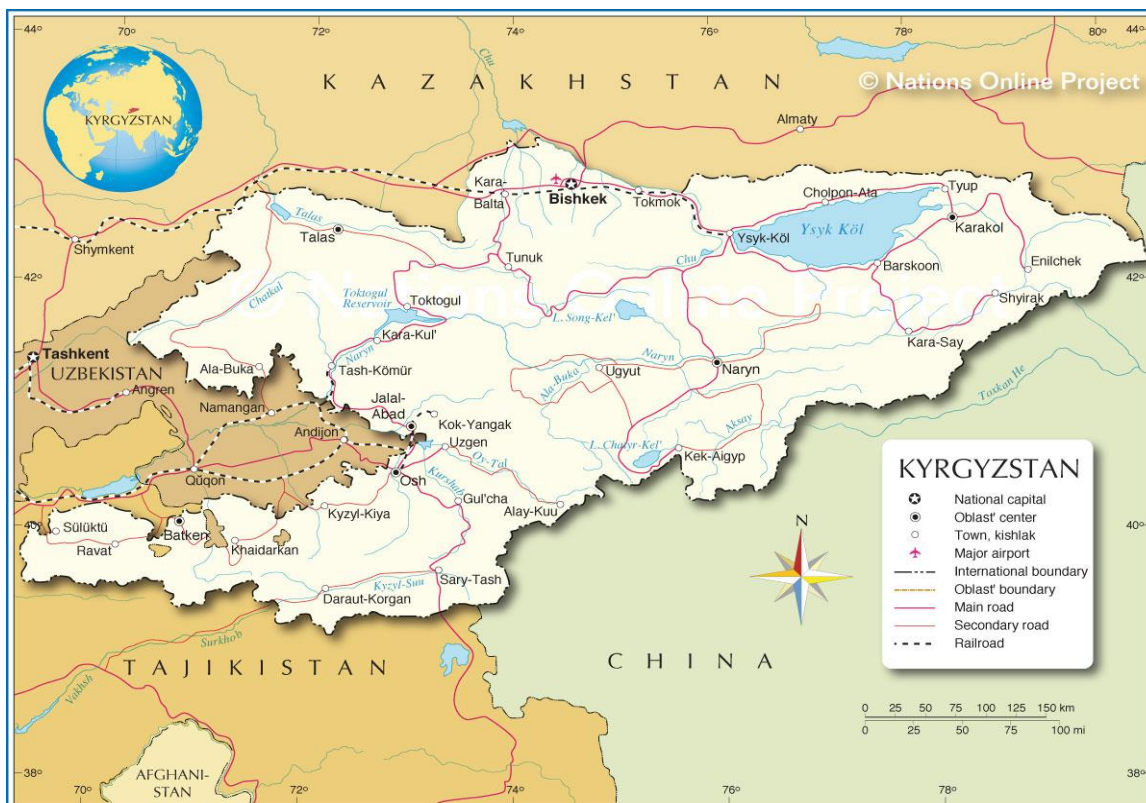 44°
70°
72°
74°
76°
78°
80°
44°
KAZAKHSTAN
© Nations Online Project
KYRGYZSTAN
Chu
Almaty
Kara-
Balta
Bishkek
Tokmok
Cholpon-Ata
Tyup
Talas
Talas
Shymkent
Ysyk-Köl
Ysyk Köl
Karakol
Chu
42°
Tunuk
Barskoon
Enilchek
42°
© Nations Online Project
Chatkal
Toktogul
Reservoir
Toktogul
Shyirak
L. Song-Kel'
Kara-Kul'
Kara-Say
Tashkent
UZBEKISTAN
Naryn
Tash-Kömür
Naryn
Ala-Buka
Ala-Buka
Ugyut
Naryn
Angren
Toxkan He
Namangan
Jalal-
Abad
Aksay
Andijon
Kok-Yangak
Uzgen
L. Chatyr-Kel'
Kek-Aigyp
Oy-Tal
Quqon
Osh
Kurshab
Gul'cha
Kyzyl-Kiya
Alay-Kuu
40°
Sülüktü
Batken
40°
Ravat
Khaidarkan
Kyzyl-Suu
Sary-Tash
Daraut-Korgan
Surkhob
TAJIKISTAN
CHINA
Vakhsh
AFGHANI-
STAN
N
KYRGYZSTAN
National capital
Oblast' center
Town, kishlak
Major airport
International boundary
Oblast' boundary
Main road
Secondary road
Railroad
0 25 50 75 100 125 150 km
0 25 50 75 100 mi
38°
38°
70°
72°
74°
76°
78°